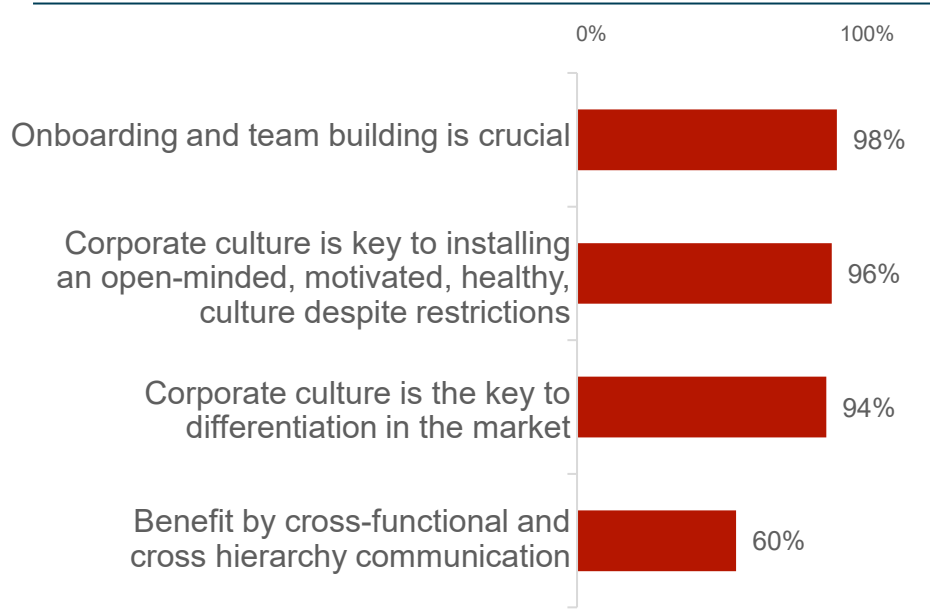 0% 100%
Onboarding and team building is crucial 98%
Corporate culture is key to installing
an open-minded, motivated, healthy, 96%
culture despite restrictions
Corporate culture is the key to 94%
differentiation in the market
Benefit by cross-functional and 60%
cross hierarchy communication